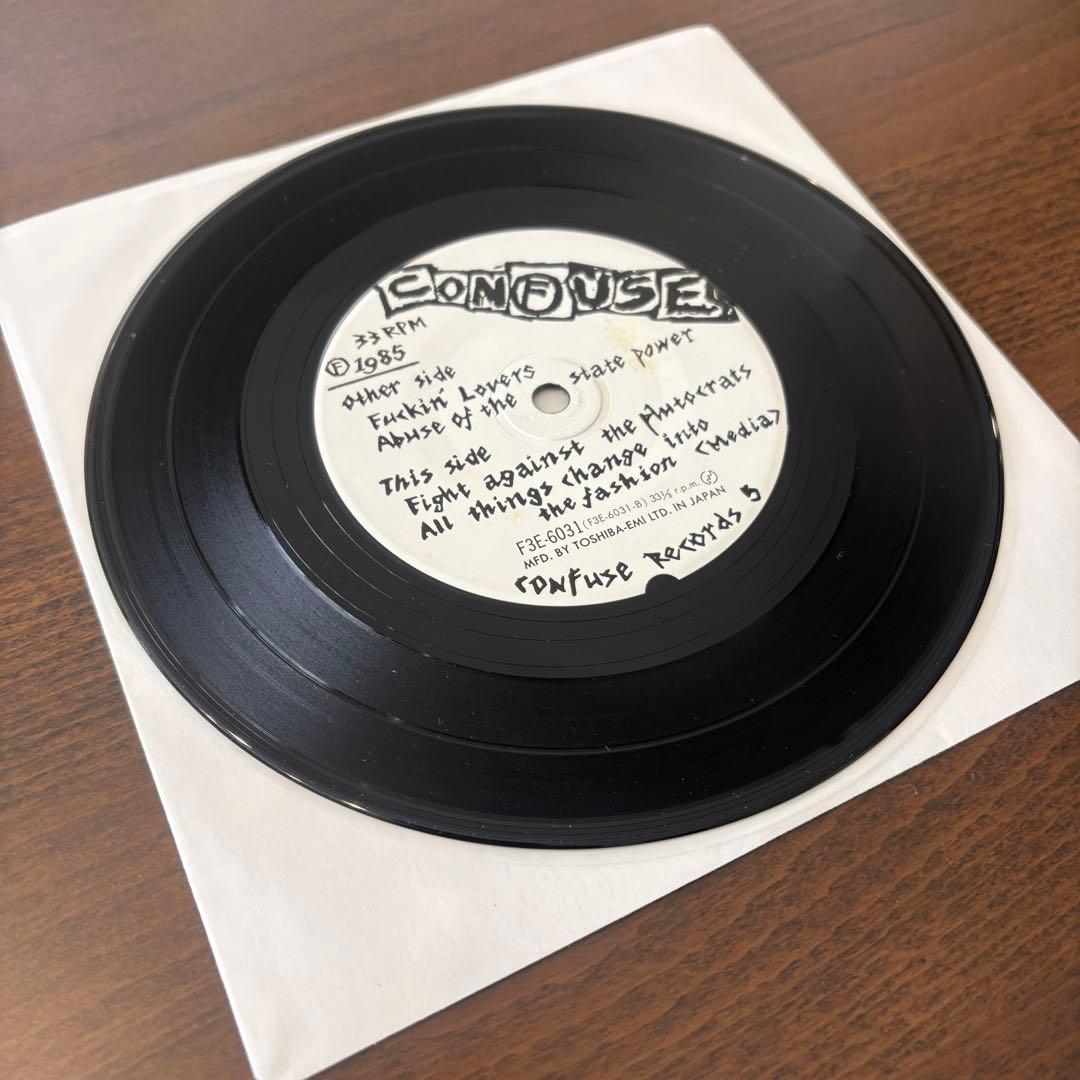 CONFUSE
33 RPM
Ⓕ 1985
other side
Fuckin' Lovers
Abuse of the state power
This side
Fight against the Plutocrats
All things change into
the fashion <Media>
F3E-6031 (F3E-6031-B) 33⅓ r.p.m.
MFD. BY TOSHIBA-EMI LTD. IN JAPAN
CONFUSE RECORDS 5